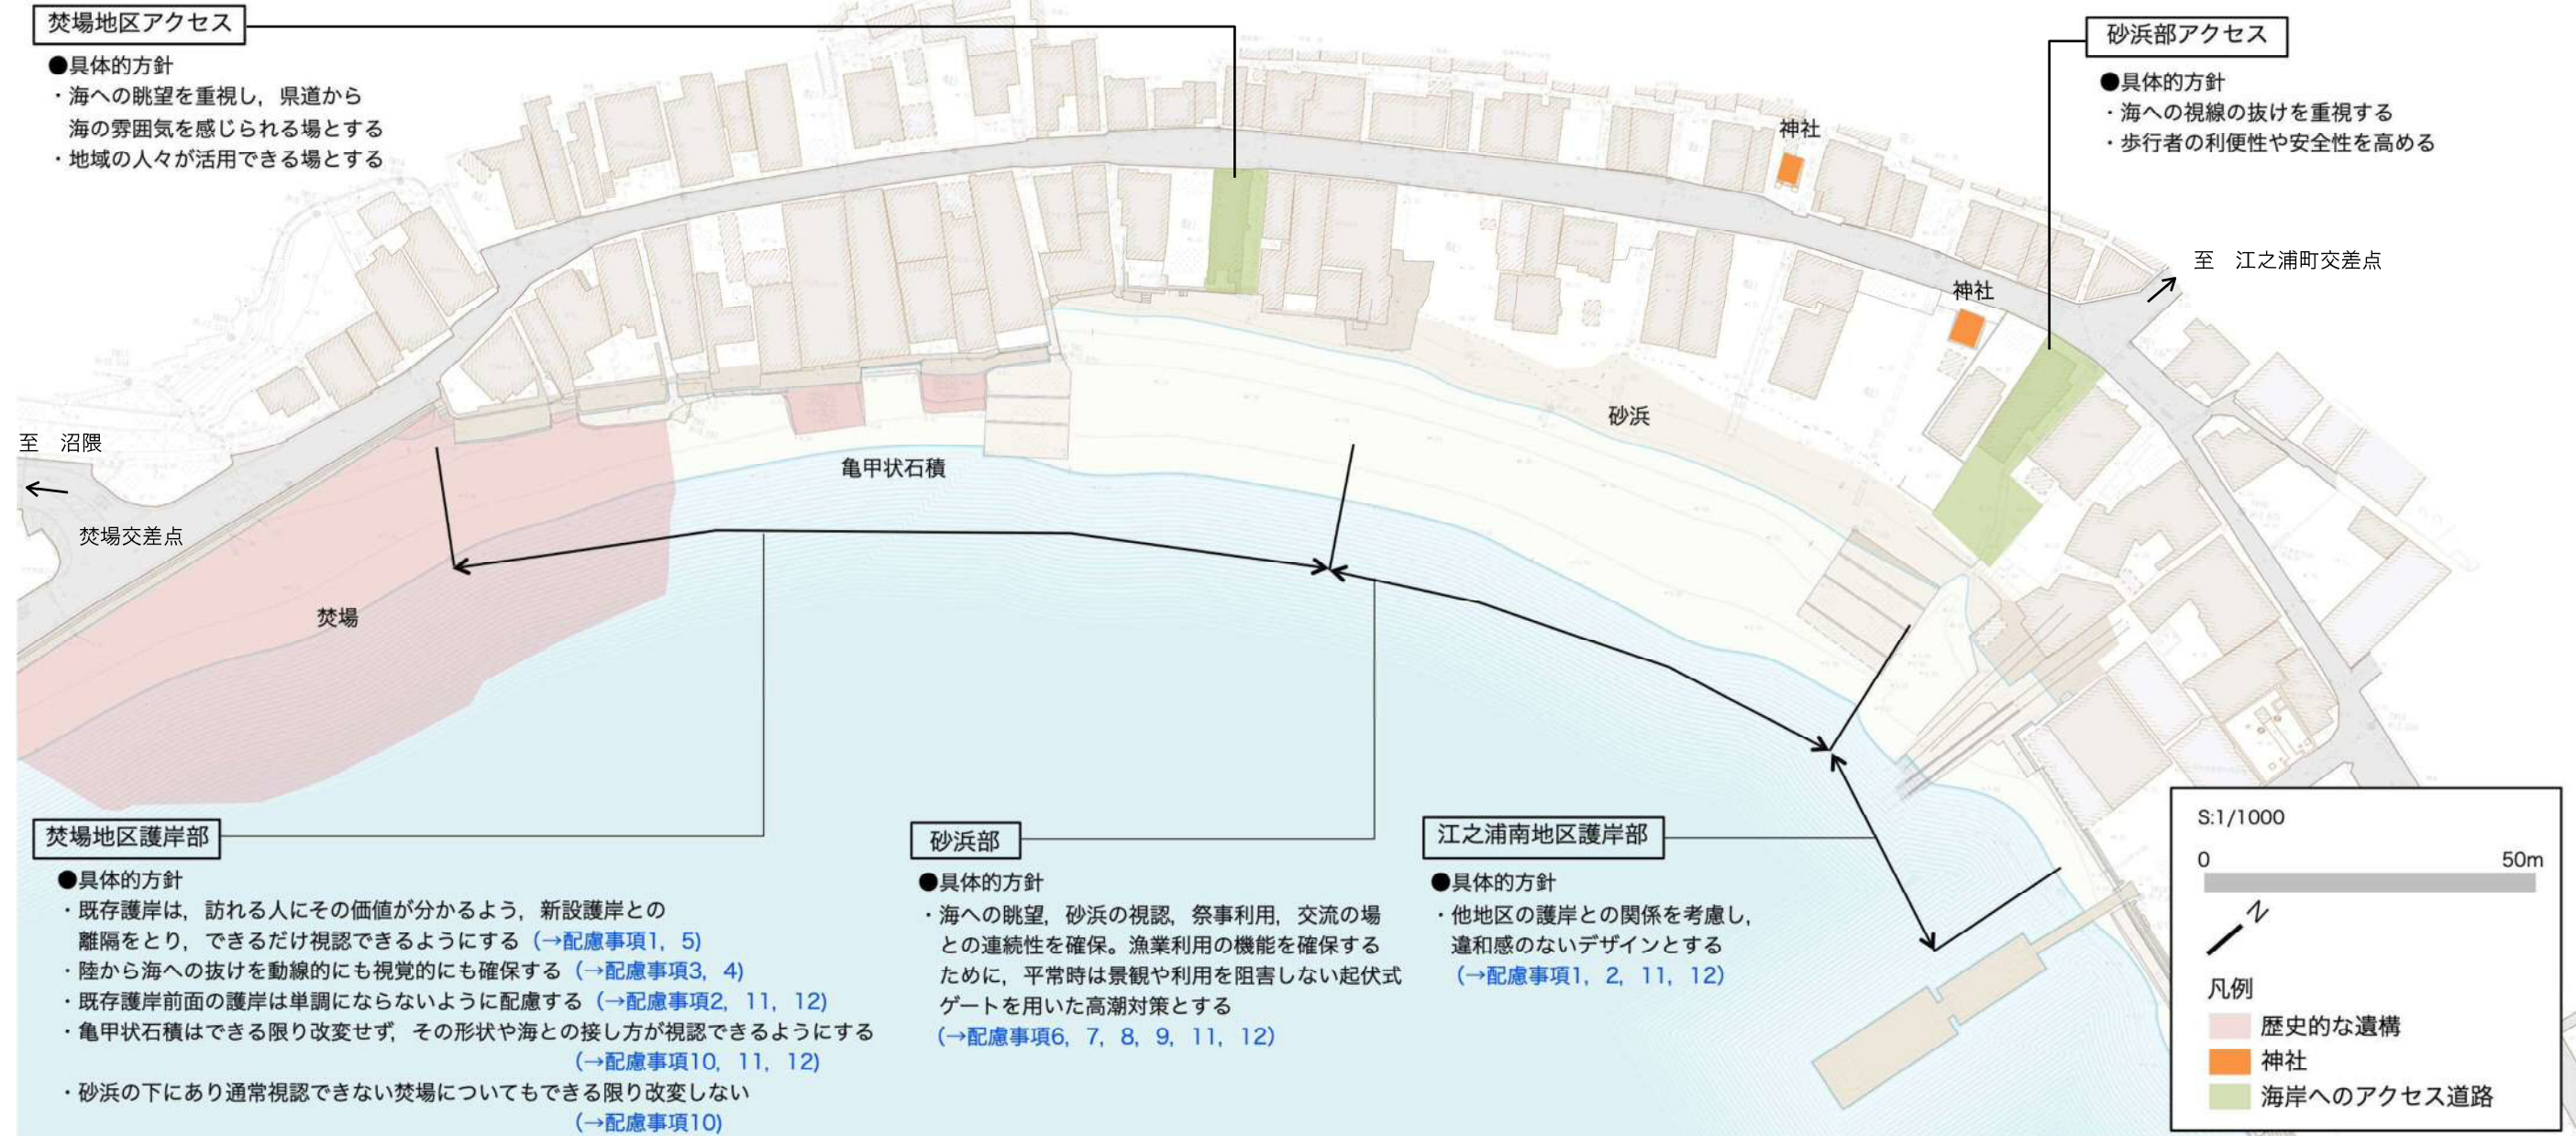 焚場地区アクセス
●具体的方針
・海への眺望を重視し，県道から
海の雰囲気を感じられる場とする
・地域の人々が活用できる場とする
砂浜部アクセス
●具体的方針
・海への視線の抜けを重視する
・歩行者の利便性や安全性を高める
神社
神社
至　江之浦町交差点
至　沼隈
焚場交差点
焚場
亀甲状石積
砂浜
焚場地区護岸部
●具体的方針
・既存護岸は，訪れる人にその価値が分かるよう，新設護岸との
離隔をとり，できるだけ視認できるようにする（→配慮事項1，5）
・陸から海への抜けを動線的にも視覚的にも確保する（→配慮事項3，4）
・既存護岸前面の護岸は単調にならないように配慮する（→配慮事項2，11，12）
・亀甲状石積はできる限り改変せず，その形状や海との接し方が視認できるようにする
（→配慮事項10，11，12）
・砂浜の下にあり通常視認できない焚場についてもできる限り改変しない
（→配慮事項10）
砂浜部
●具体的方針
・海への眺望，砂浜の視認，祭事利用，交流の場
との連続性を確保。漁業利用の機能を確保する
ために，平常時は景観や利用を阻害しない起伏式
ゲートを用いた高潮対策とする
（→配慮事項6，7，8，9，11，12）
江之浦南地区護岸部
●具体的方針
・他地区の護岸との関係を考慮し，
違和感のないデザインとする
（→配慮事項1，2，11，12）
S:1/1000
0 50m
N
凡例
歴史的な遺構
神社
海岸へのアクセス道路